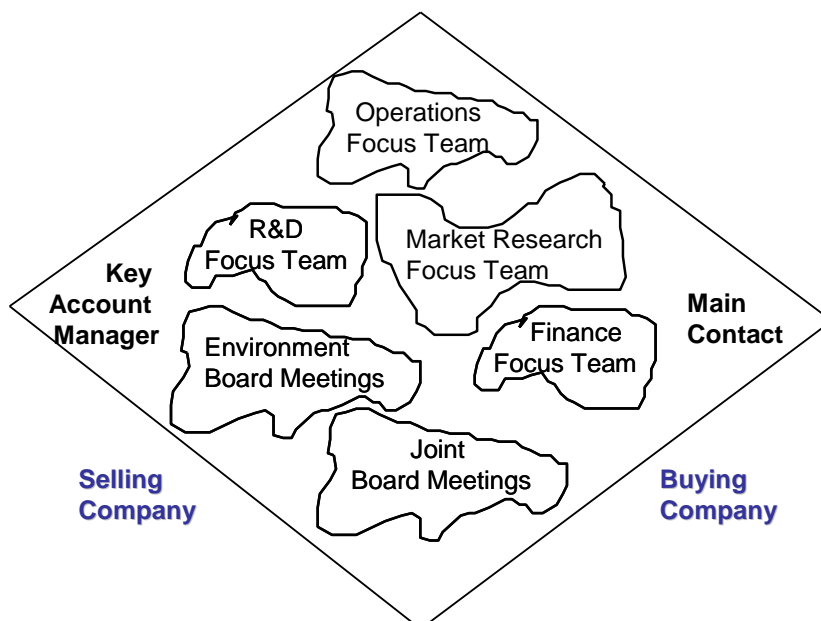 Operations
Focus Team
R&D
Focus Team
Market Research
Focus Team
Key
Account
Manager
Main
Contact
Finance
Focus Team
Environment
Board Meetings
Joint
Board Meetings
Selling
Company
Buying
Company